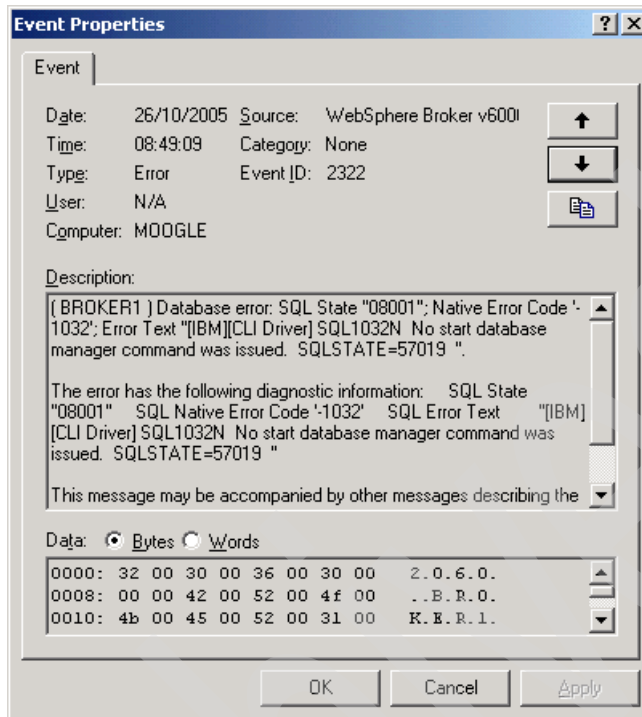 Event Properties
Event
Date: 26/10/2005 Source: WebSphere Broker v600
Time: 08:49:09 Category: None
Type: Error Event ID: 2322
User: N/A
Computer: MOOGLE
Description:
( BROKER1 ) Database error: SQL State "08001"; Native Error Code '-
1032'; Error Text "[IBM][CLI Driver] SQL1032N  No start database
manager command was issued.  SQLSTATE=57019  ".
The error has the following diagnostic information:     SQL State
"08001"     SQL Native Error Code '-1032'     SQL Error Text     "[IBM]
[CLI Driver] SQL1032N  No start database manager command was
issued.  SQLSTATE=57019  "
This message may be accompanied by other messages describing the
Data: Bytes Words
0000: 32 00 30 00 36 00 30 00   2.0.6.0.
0008: 00 00 42 00 52 00 4f 00   ..B.R.O.
0010: 4b 00 45 00 52 00 31 00   K.E.R.1.
OK Cancel Apply